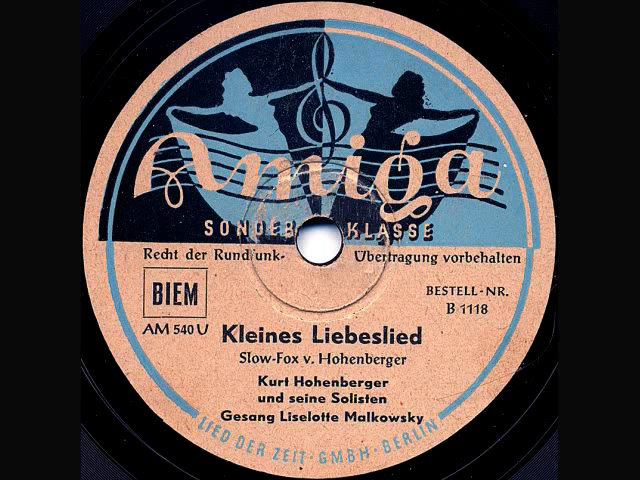 Amiga
SONDER KLASSE
Recht der Rundfunk- Übertragung vorbehalten
BIEM
BESTELL-NR.
B 1118
AM 540 U
Kleines Liebeslied
Slow-Fox v. Hohenberger
Kurt Hohenberger
und seine Solisten
Gesang Liselotte Malkowsky
LIED DER ZEIT · GMBH · BERLIN